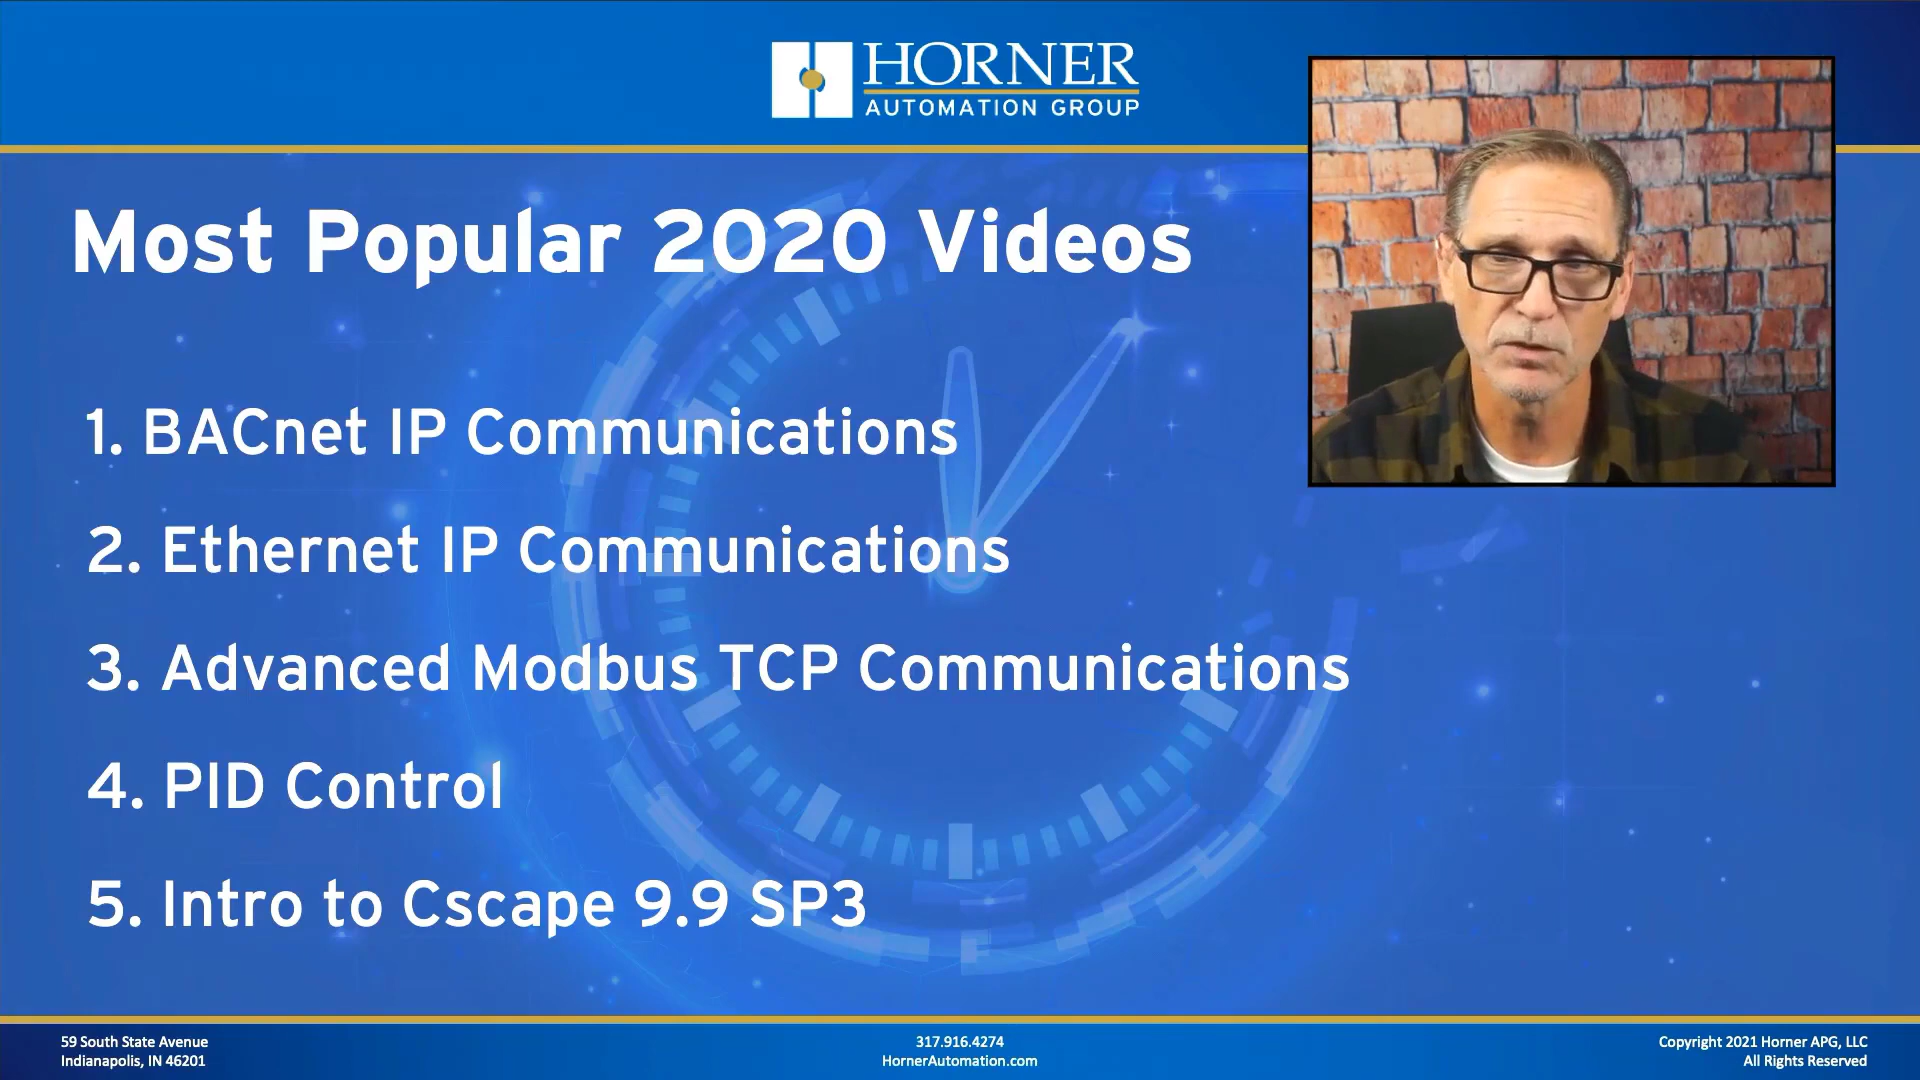 HORNER
AUTOMATION GROUP
Most Popular 2020 Videos
1. BACnet IP Communications
2. Ethernet IP Communications
3. Advanced Modbus TCP Communications
4. PID Control
5. Intro to Cscape 9.9 SP3
59 South State Avenue
Indianapolis, IN 46201
317.916.4274
HornerAutomation.com
Copyright 2021 Horner APG, LLC
All Rights Reserved